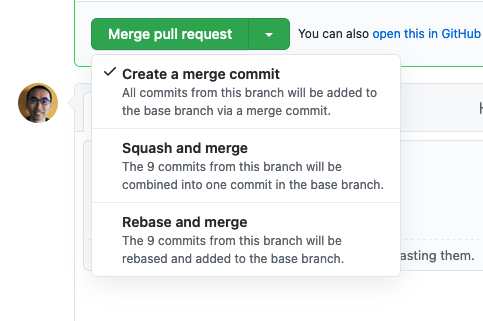 Merge pull request
You can also open this in GitHub
Create a merge commit
All commits from this branch will be added to
the base branch via a merge commit.
Squash and merge
The 9 commits from this branch will be
combined into one commit in the base branch.
Rebase and merge
The 9 commits from this branch will be
rebased and added to the base branch.
asting them.